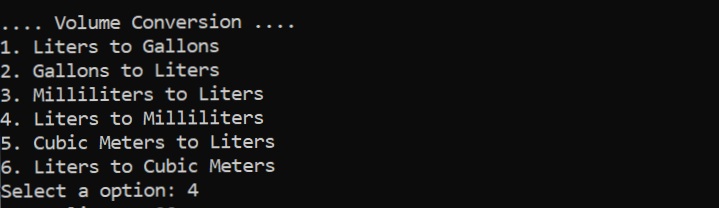 .... Volume Conversion ....
1. Liters to Gallons
2. Gallons to Liters
3. Milliliters to Liters
4. Liters to Milliliters
5. Cubic Meters to Liters
6. Liters to Cubic Meters
Select a option: 4